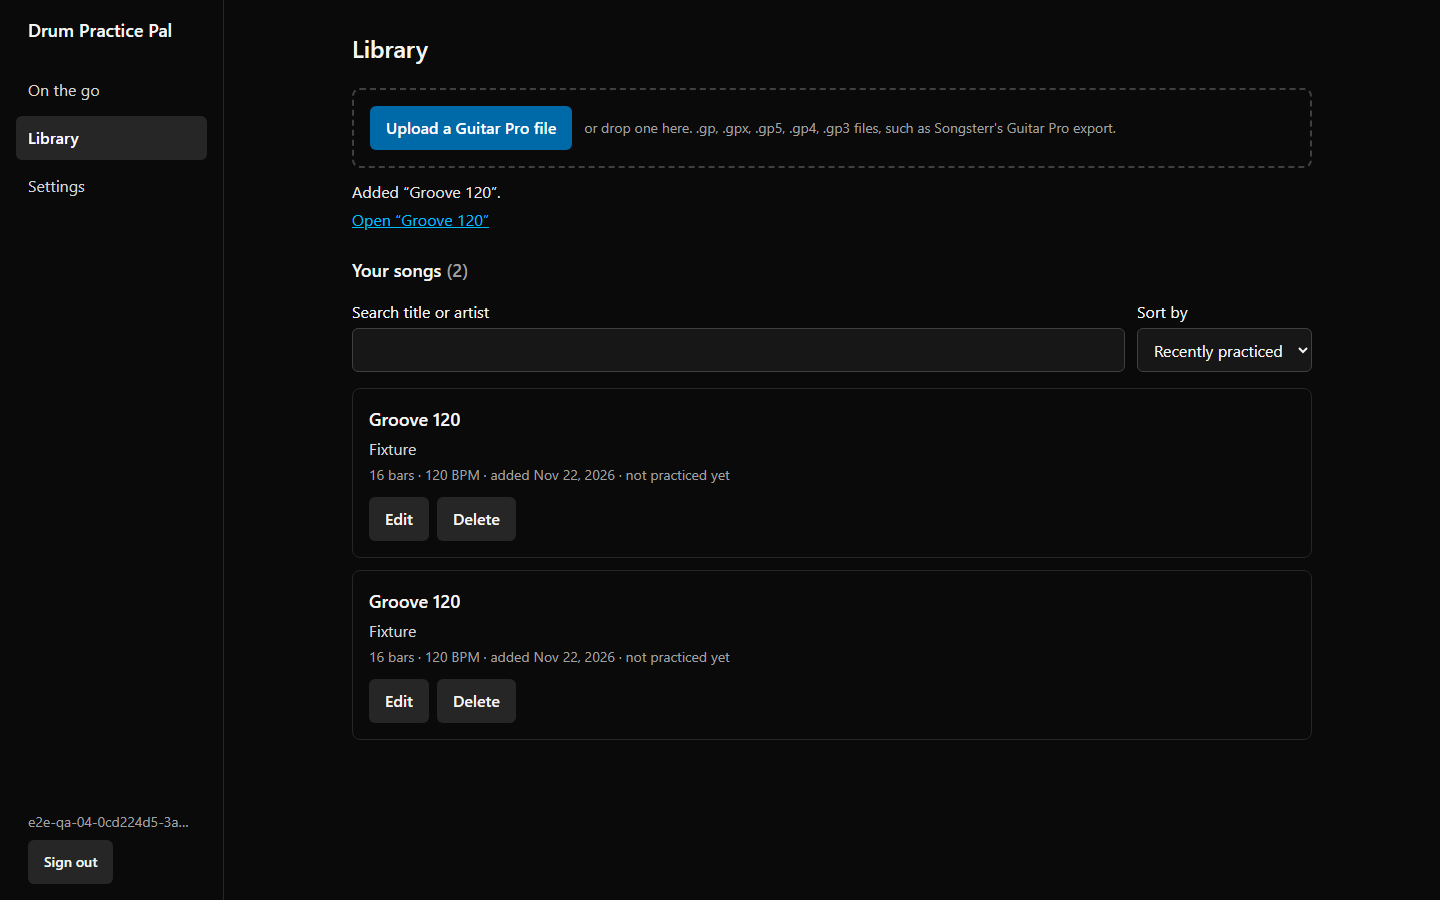 Drum Practice Pal
On the go
Library
Settings
e2e-qa-04-0cd224d5-3a...
Sign out
Library
Upload a Guitar Pro file
or drop one here. .gp, .gpx, .gp5, .gp4, .gp3 files, such as Songsterr's Guitar Pro export.
Added “Groove 120”.
Open “Groove 120”
Your songs (2)
Search title or artist
Sort by
Recently practiced
Groove 120
Fixture
16 bars · 120 BPM · added Nov 22, 2026 · not practiced yet
Edit
Delete
Groove 120
Fixture
16 bars · 120 BPM · added Nov 22, 2026 · not practiced yet
Edit
Delete